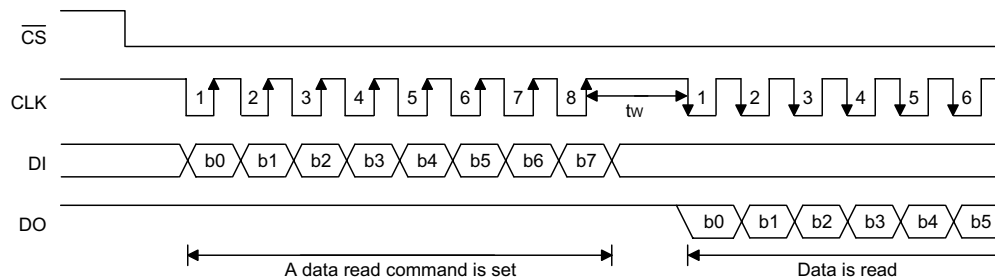 CS
CLK 1 2 3 4 5 6 7 8 tw 1 2 3 4 5 6
DI b0 b1 b2 b3 b4 b5 b6 b7
DO b0 b1 b2 b3 b4 b5
A data read command is set Data is read